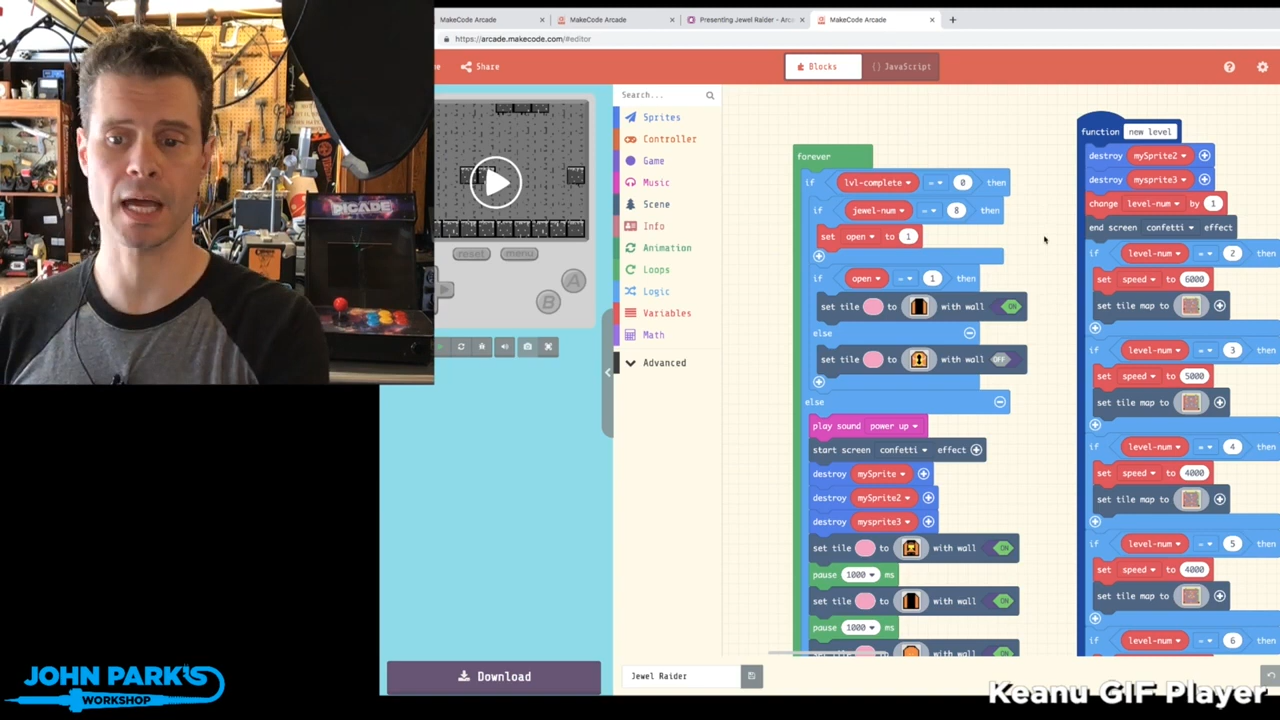 MakeCode Arcade
MakeCode Arcade
Presenting Jewel Raider - Arc
MakeCode Arcade
https://arcade.makecode.com/#editor
Share
Blocks
{} JavaScript
Search...
Sprites
Controller
Game
Music
Scene
Info
Animation
Loops
Logic
Variables
Math
Advanced
reset
menu
A
B
PICADE
forever
if lvl-complete = 0 then
if jewel-num = 8 then
set open to 1
if open = 1 then
set tile to with wall ON
else
set tile to with wall OFF
else
play sound power up
start screen confetti effect
destroy mySprite
destroy mySprite2
destroy mysprite3
set tile to with wall ON
pause 1000 ms
set tile to with wall ON
pause 1000 ms
function new level
destroy mySprite2
destroy mysprite3
change level-num by 1
end screen confetti effect
if level-num = 2 then
set speed to 6000
set tile map to
if level-num = 3 then
set speed to 5000
set tile map to
if level-num = 4 then
set speed to 4000
set tile map to
if level-num = 5 then
set speed to 4000
set tile map to
if level-num = 6 then
Download
Jewel Raider
JOHN PARK'S
WORKSHOP
Keanu GIF Player